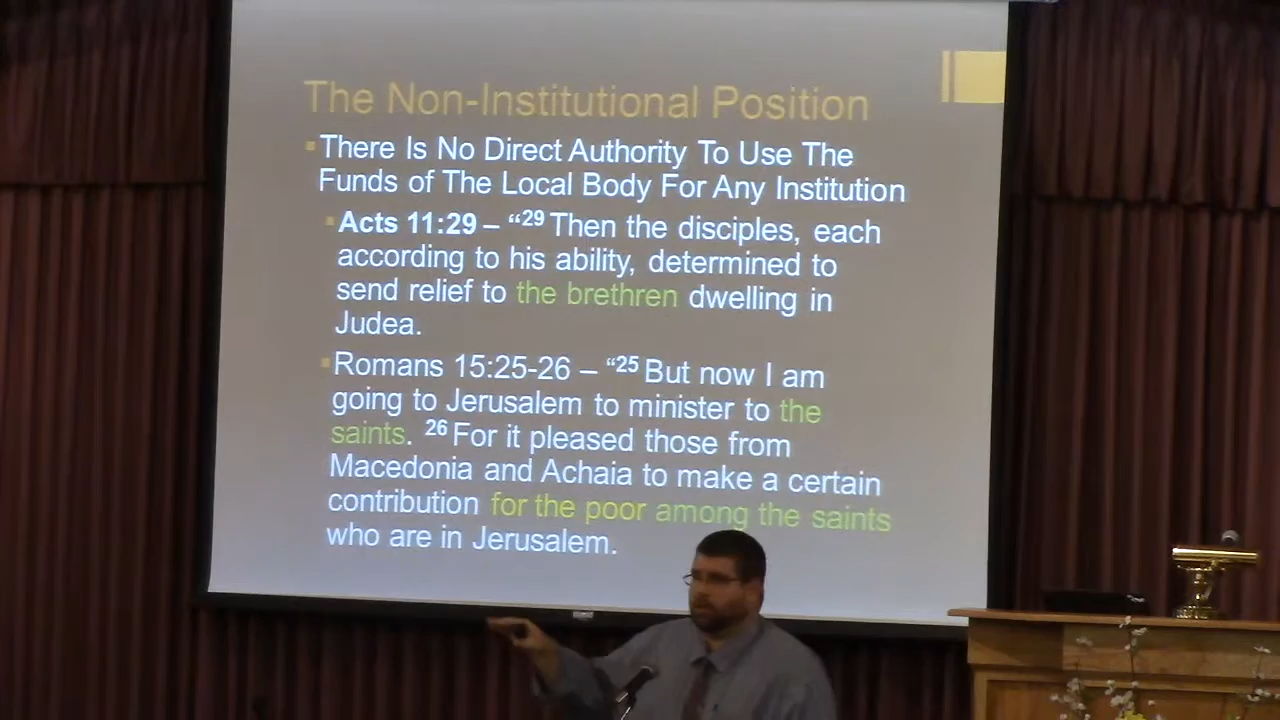 The Non-Institutional Position
There Is No Direct Authority To Use The
Funds of The Local Body For Any Institution
Acts 11:29 – “29 Then the disciples, each
according to his ability, determined to
send relief to the brethren dwelling in
Judea.
Romans 15:25-26 – “25 But now I am
going to Jerusalem to minister to the
saints. 26 For it pleased those from
Macedonia and Achaia to make a certain
contribution for the poor among the saints
who are in Jerusalem.